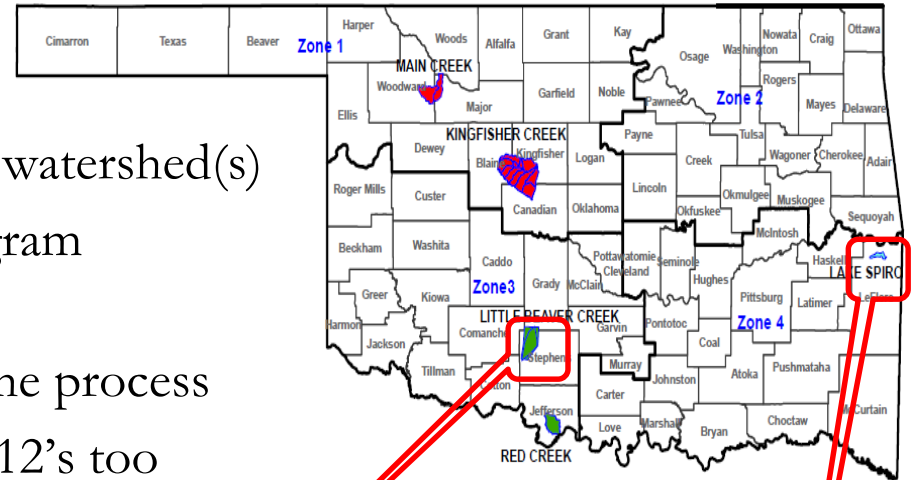 watershed(s)
gram
he process
12's too
Cimarron
Texas
Beaver
Zone 1
Harper
Woods
Alfalfa
Grant
Kay
Osage
Washington
Nowata
Craig
Ottawa
MAIN CREEK
Woodward
Ellis
Major
Garfield
Noble
Pawnee
Zone 2
Rogers
Mayes
Delaware
KINGFISHER CREEK
Dewey
Kingfisher
Logan
Payne
Creek
Tulsa
Wagoner
Cherokee
Adair
Roger Mills
Custer
Canadian
Oklahoma
Lincoln
Okfuskee
Okmulgee
Muskogee
Sequoyah
McIntosh
Beckham
Washita
Caddo
Grady
McClain
Cleveland
Pottawatomie
Seminole
Hughes
Haskell
LAKE SPIRO
LeFlore
Greer
Kiowa
Zone3
Pittsburg
Latimer
Zone 4
LITTLE BEAVER CREEK
Harmon
Jackson
Comanche
Stephens
Garvin
Pontotoc
Coal
Tillman
Cotton
Murray
Johnston
Atoka
Pushmataha
McCurtain
Jefferson
Carter
Love
Marshall
Bryan
Choctaw
RED CREEK